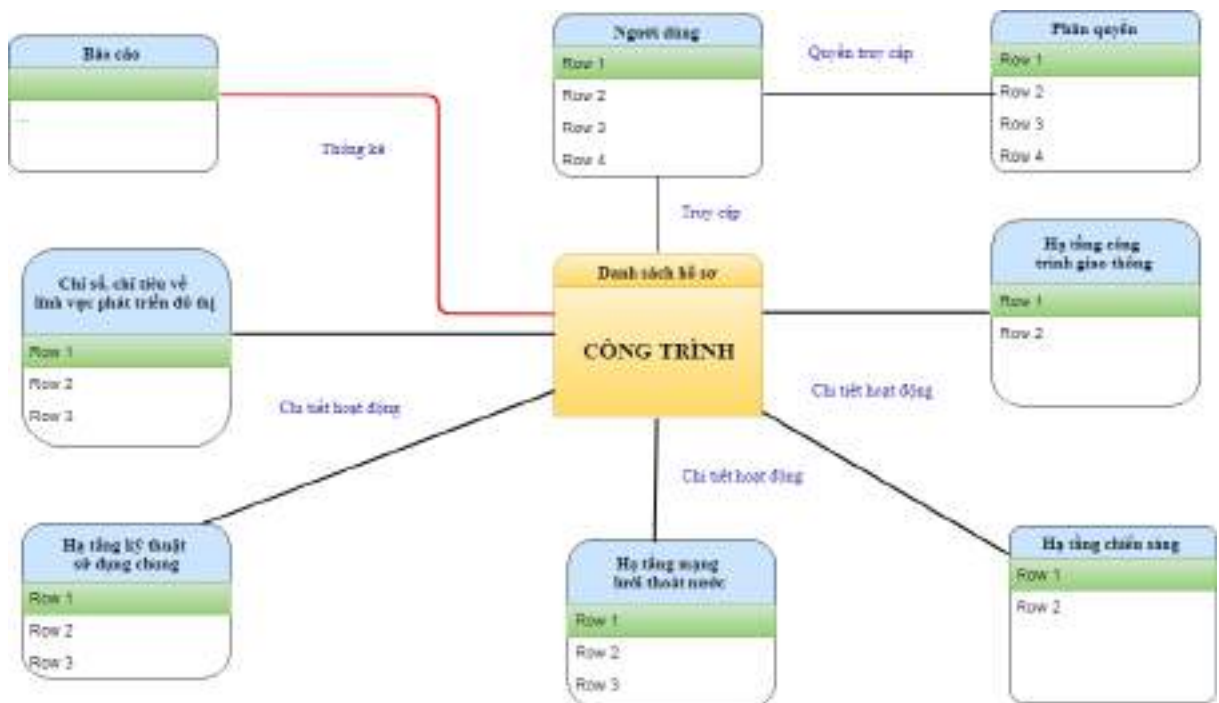 Báo cáo
...
Thống kê
Người dùng
Row 1
Row 2
Row 3
Row 4
Quyền truy cập
Phân quyền
Row 1
Row 2
Row 3
Row 4
Truy cập
Chỉ số, chỉ tiêu về
lĩnh vực phát triển đô thị
Row 1
Row 2
Row 3
Danh sách hồ sơ
CÔNG TRÌNH
Hạ tầng công
trình giao thông
Row 1
Row 2
Chi tiết hoạt động
Chi tiết hoạt động
Chi tiết hoạt động
Hạ tầng kỹ thuật
sử dụng chung
Row 1
Row 2
Row 3
Hạ tầng mạng
lưới thoát nước
Row 1
Row 2
Row 3
Hạ tầng chiếu sáng
Row 1
Row 2